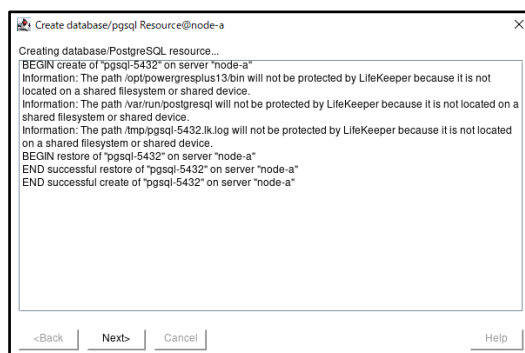 Create database/pgsql Resource@node-a
Creating database/PostgreSQL resource...
BEGIN create of "pgsql-5432" on server "node-a"
Information: The path /opt/powergresplus13/bin will not be protected by LifeKeeper because it is not
located on a shared filesystem or shared device.
Information: The path /var/run/postgresql will not be protected by LifeKeeper because it is not located on a
shared filesystem or shared device.
Information: The path /tmp/pgsql-5432.lk.log will not be protected by LifeKeeper because it is not located
on a shared filesystem or shared device.
BEGIN restore of "pgsql-5432" on server "node-a"
END successful restore of "pgsql-5432" on server "node-a"
END successful create of "pgsql-5432" on server "node-a"
<Back Next> Cancel Help